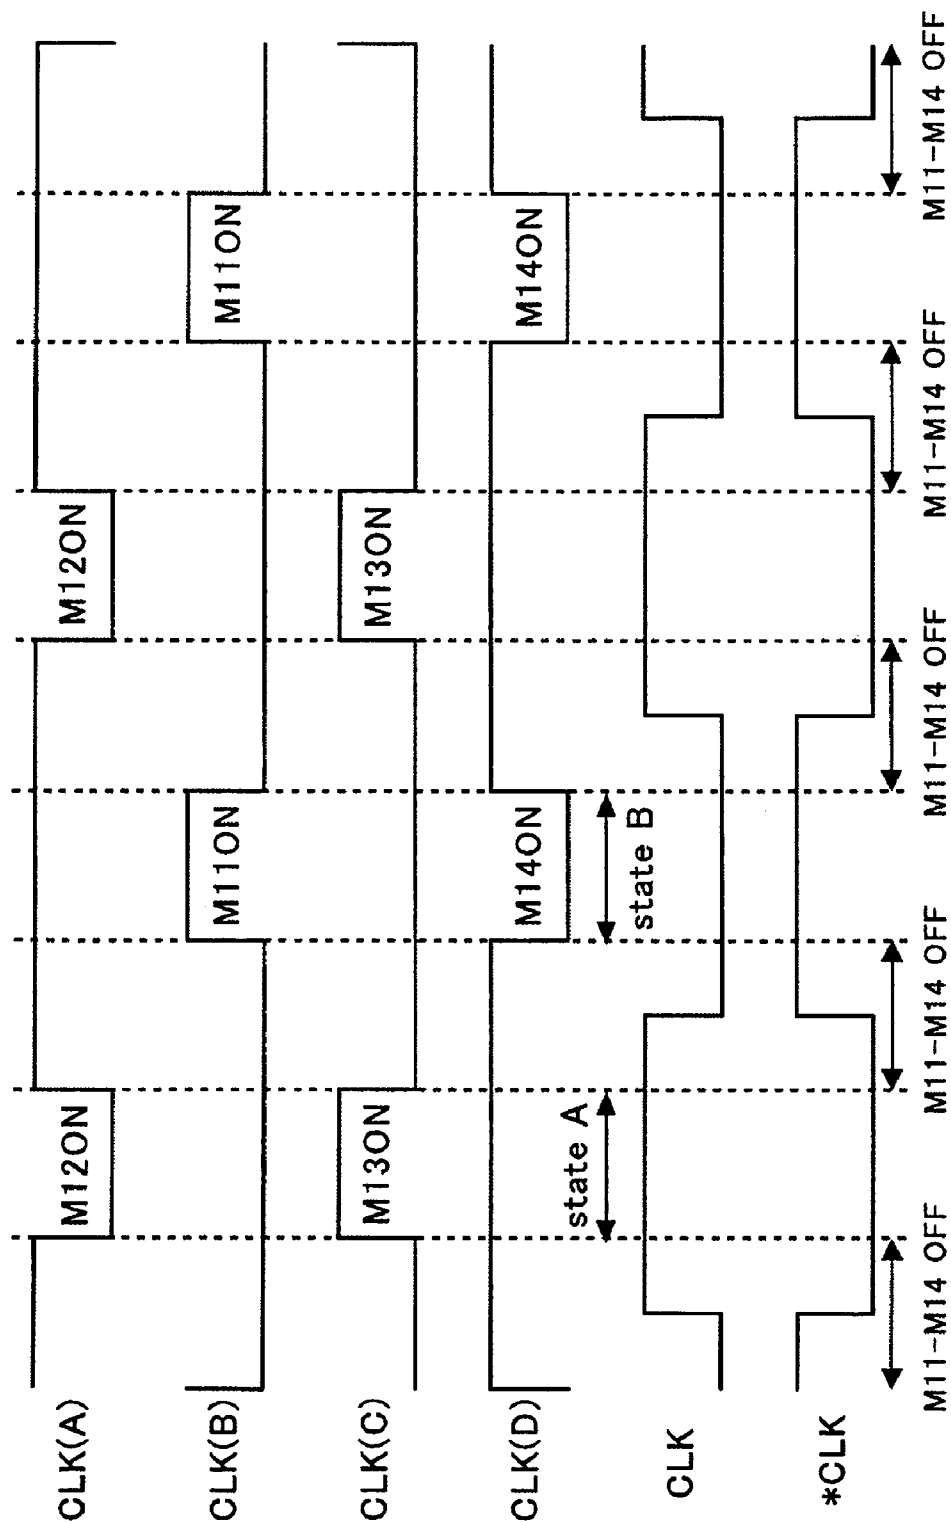 CLK(A)
M12ON
M12ON
CLK(B)
M11ON
M11ON
CLK(C)
M13ON
M13ON
CLK(D)
M14ON
M14ON
state A
state B
CLK
*CLK
M11-M14 OFF
M11-M14 OFF
M11-M14 OFF
M11-M14 OFF
M11-M14 OFF